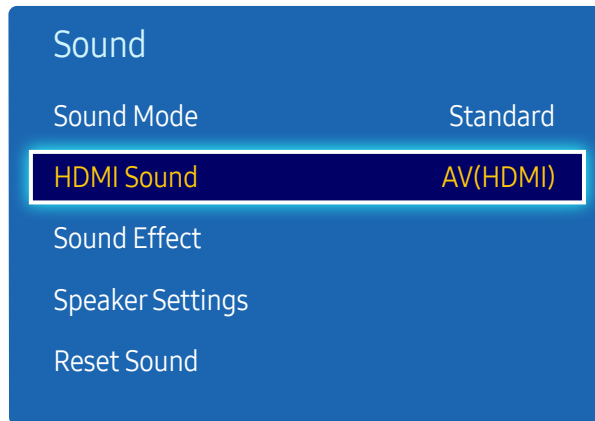 Sound
Sound Mode Standard
HDMI Sound AV(HDMI)
Sound Effect
Speaker Settings
Reset Sound